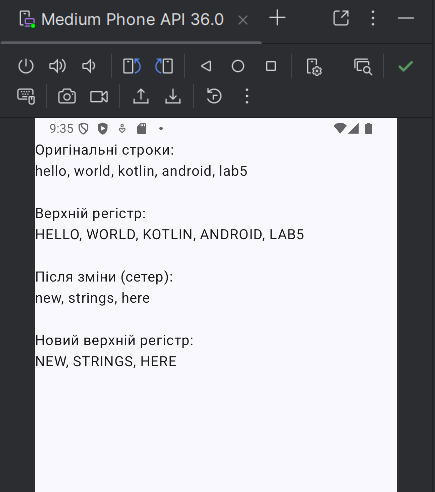 Medium Phone API 36.0
9:35
Оригінальні строки:
hello, world, kotlin, android, lab5
Верхній регістр:
HELLO, WORLD, KOTLIN, ANDROID, LAB5
Після зміни (сетер):
new, strings, here
Новий верхній регістр:
NEW, STRINGS, HERE